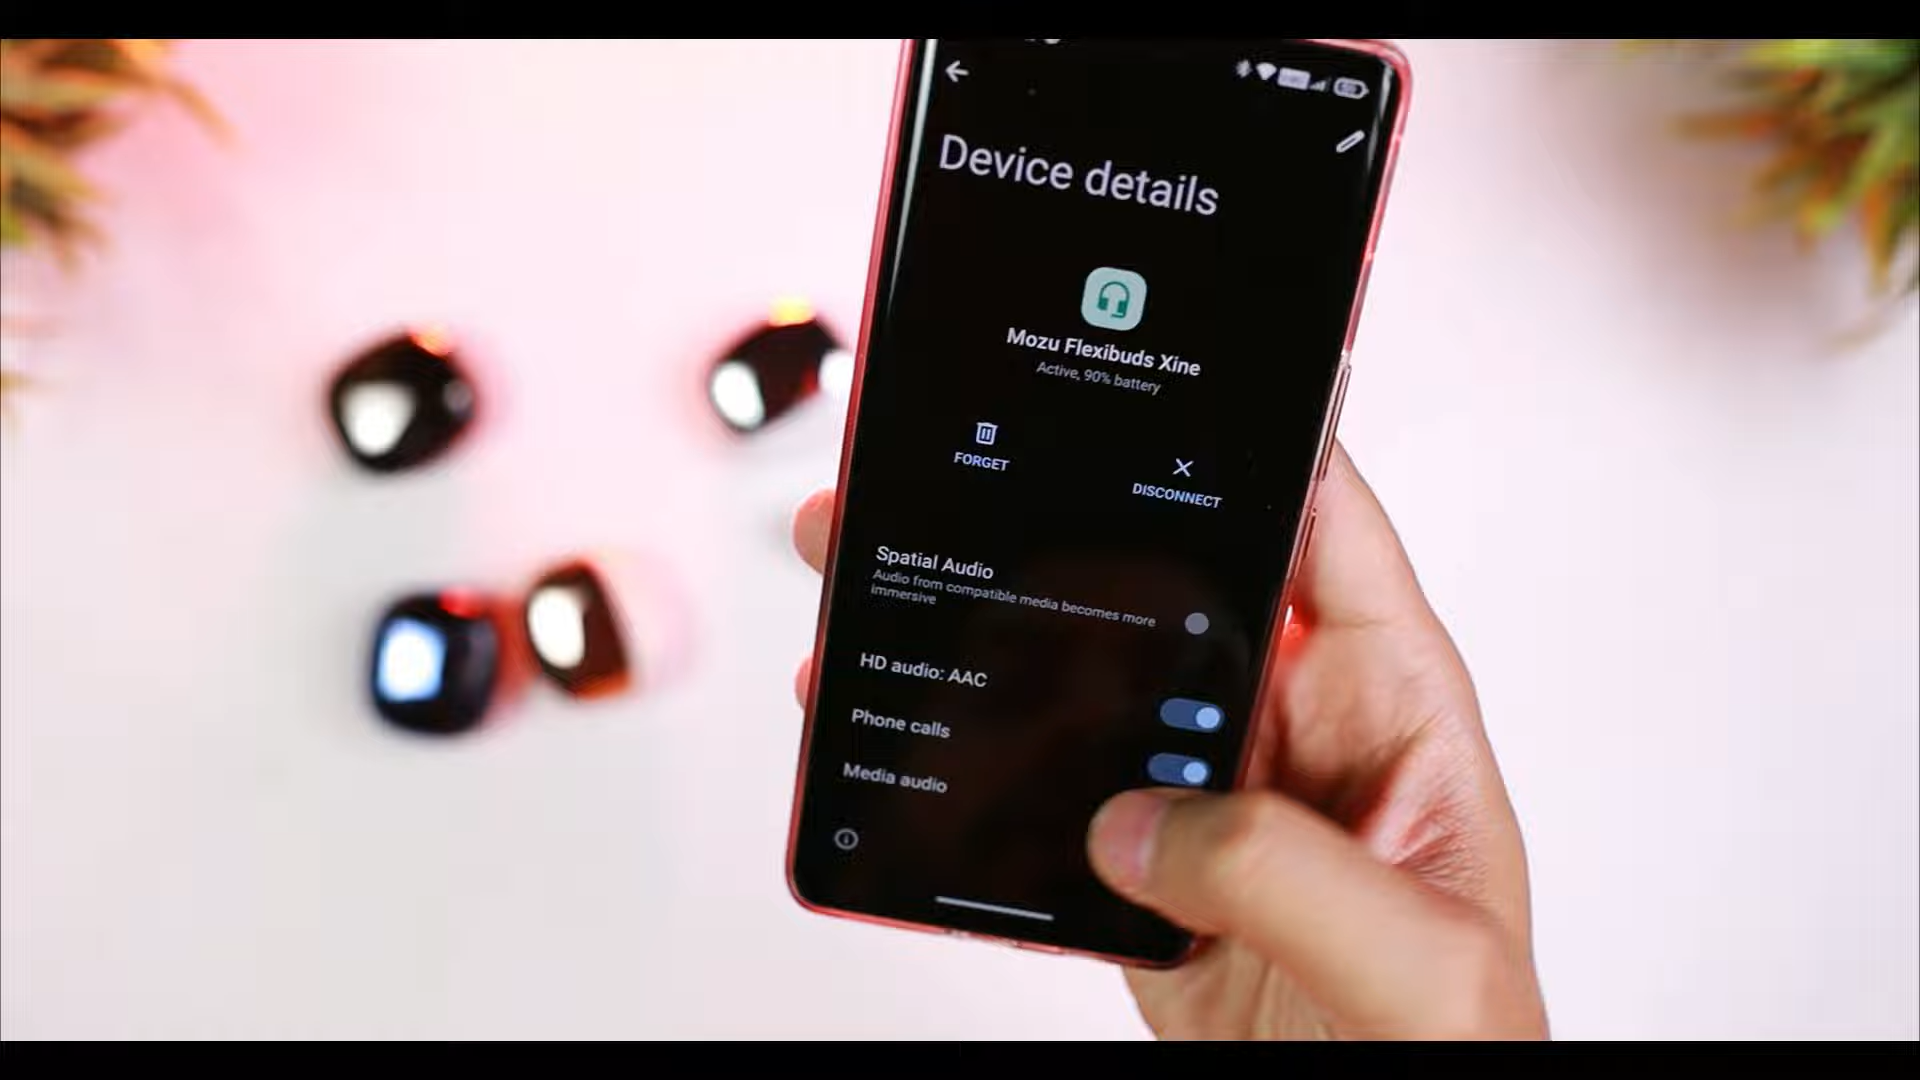 Device details
Mozu Flexibuds Xine
Active, 90% battery
FORGET
DISCONNECT
Spatial Audio
Audio from compatible media becomes more
immersive
HD audio: AAC
Phone calls
Media audio